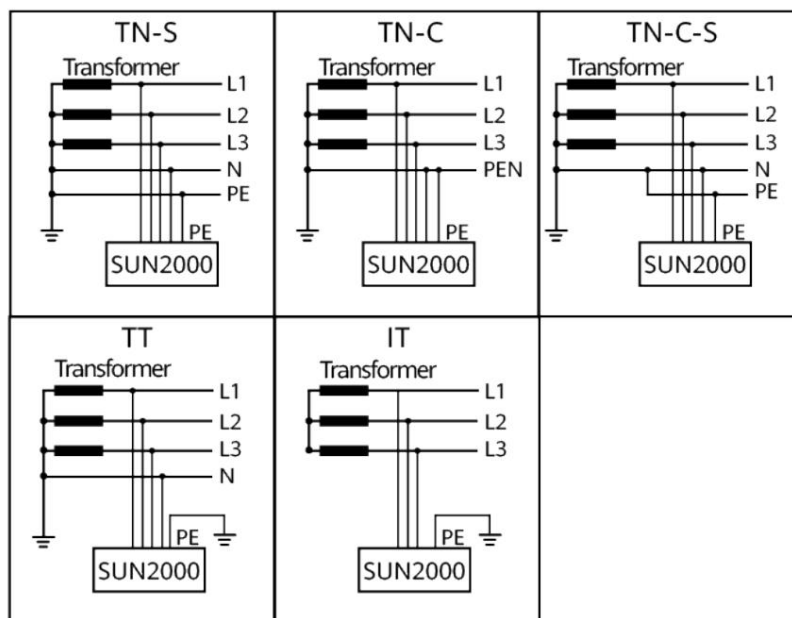 TN-S
Transformer
L1
L2
L3
N
PE
PE
SUN2000
TN-C
Transformer
L1
L2
L3
PEN
PE
SUN2000
TN-C-S
Transformer
L1
L2
L3
N
PE
PE
SUN2000
TT
Transformer
L1
L2
L3
N
PE
SUN2000
IT
Transformer
L1
L2
L3
PE
SUN2000